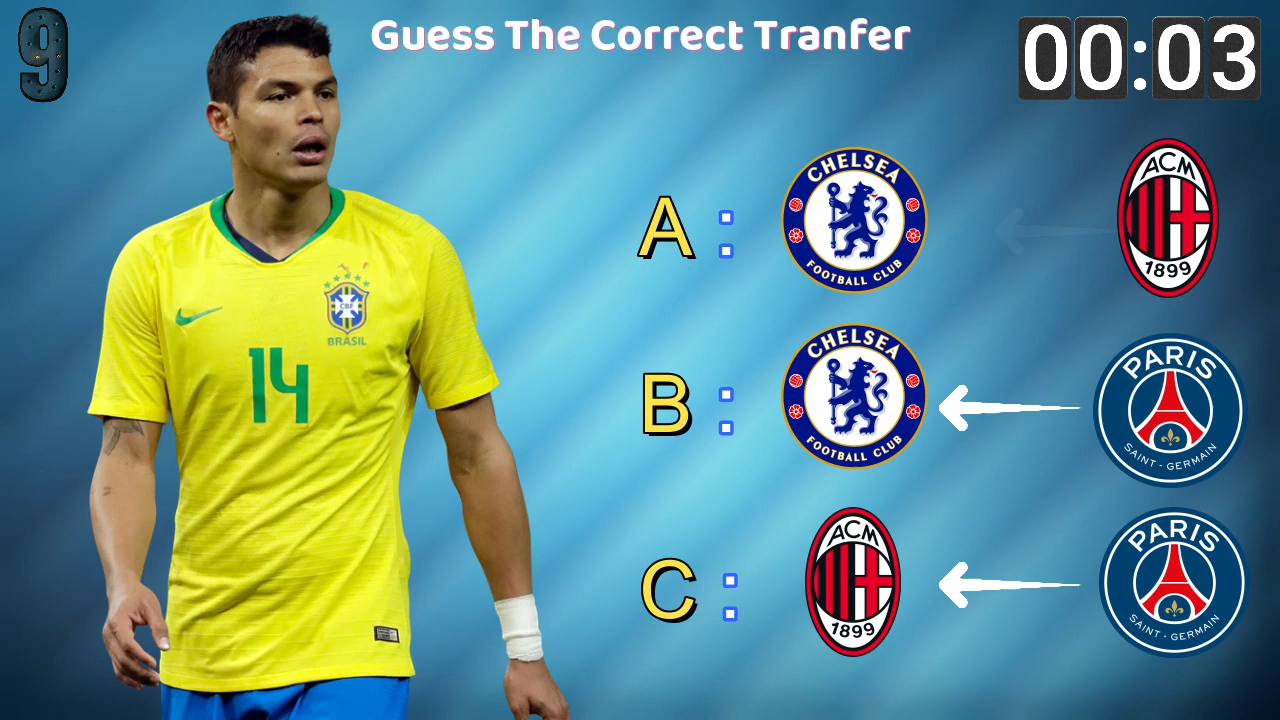 9
Guess The Correct Tranfer
00:03
A :
CHELSEA
FOOTBALL CLUB
ACM
1899
B :
CHELSEA
FOOTBALL CLUB
PARIS
SAINT-GERMAIN
C :
ACM
1899
PARIS
SAINT-GERMAIN
CBF
BRASIL
14